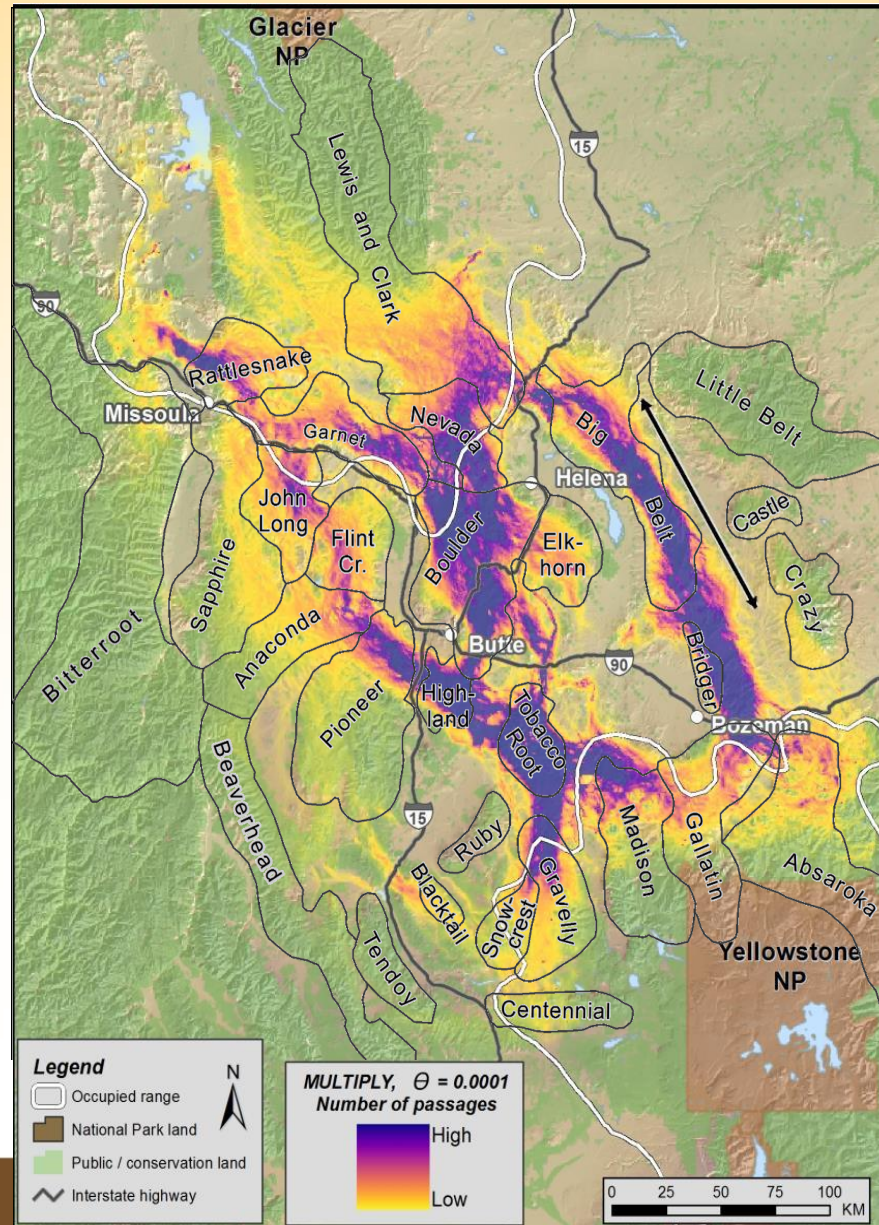 Glacier
NP
Lewis and Clark
15
90
Rattlesnake
Missoula
Garnet
Nevada
Big
Belt
Little Belt
Helena
Castle
John
Long
Flint
Cr.
Boulder
Elk-
horn
Crazy
Sapphire
Bitterroot
Anaconda
Butte
90
Bridger
Pioneer
High-
land
Tobacco
Root
Bozeman
Beaverhead
15
Ruby
Madison
Gallatin
Absaroka
Blacktail
Snow-
crest
Gravelly
Tendoy
Yellowstone
NP
Centennial
Legend
N
Occupied range
National Park land
Public / conservation land
Interstate highway
MULTIPLY, Θ = 0.0001
Number of passages
High
Low
0 25 50 75 100
KM